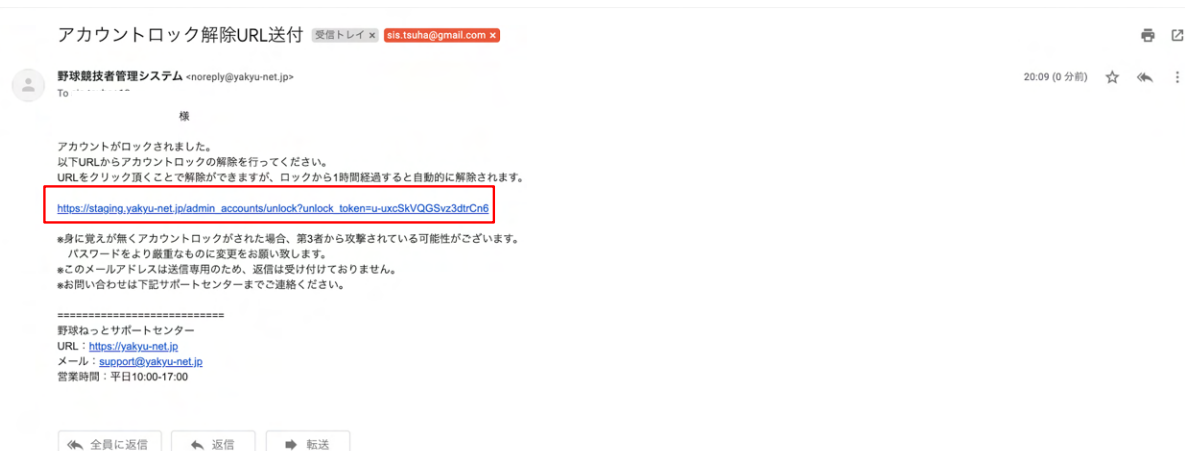 アカウントロック解除URL送付 受信トレイ × sis.tsuha@gmail.com ×
野球競技者管理システム <noreply@yakyu-net.jp>
20:09 (0 分前)
To
様
アカウントがロックされました。
以下URLからアカウントロックの解除を行ってください。
URLをクリック頂くことで解除ができますが、ロックから1時間経過すると自動的に解除されます。
https://staging.yakyu-net.jp/admin_accounts/unlock?unlock_token=u-uxcSkVQGSvz3dtrCn6
※身に覚えが無くアカウントロックがされた場合、第3者から攻撃されている可能性がございます。
パスワードをより厳重なものに変更をお願い致します。
※このメールアドレスは送信専用のため、返信は受け付けておりません。
※お問い合わせは下記サポートセンターまでご連絡ください。
===========================
野球ねっとサポートセンター
URL：https://yakyu-net.jp
メール：support@yakyu-net.jp
営業時間：平日10:00-17:00
全員に返信 返信 転送